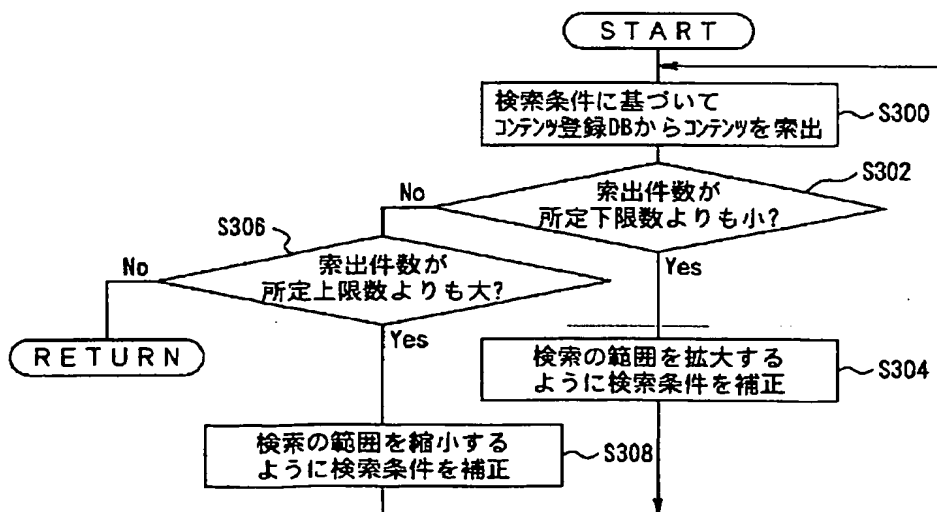 START
検索条件に基づいて
コンテンツ登録DBからコンテンツを索出
S300
索出件数が
所定下限数よりも小?
S302
No
Yes
S306
索出件数が
所定上限数よりも大?
No
Yes
RETURN
検索の範囲を拡大する
ように検索条件を補正
S304
検索の範囲を縮小する
ように検索条件を補正
S308